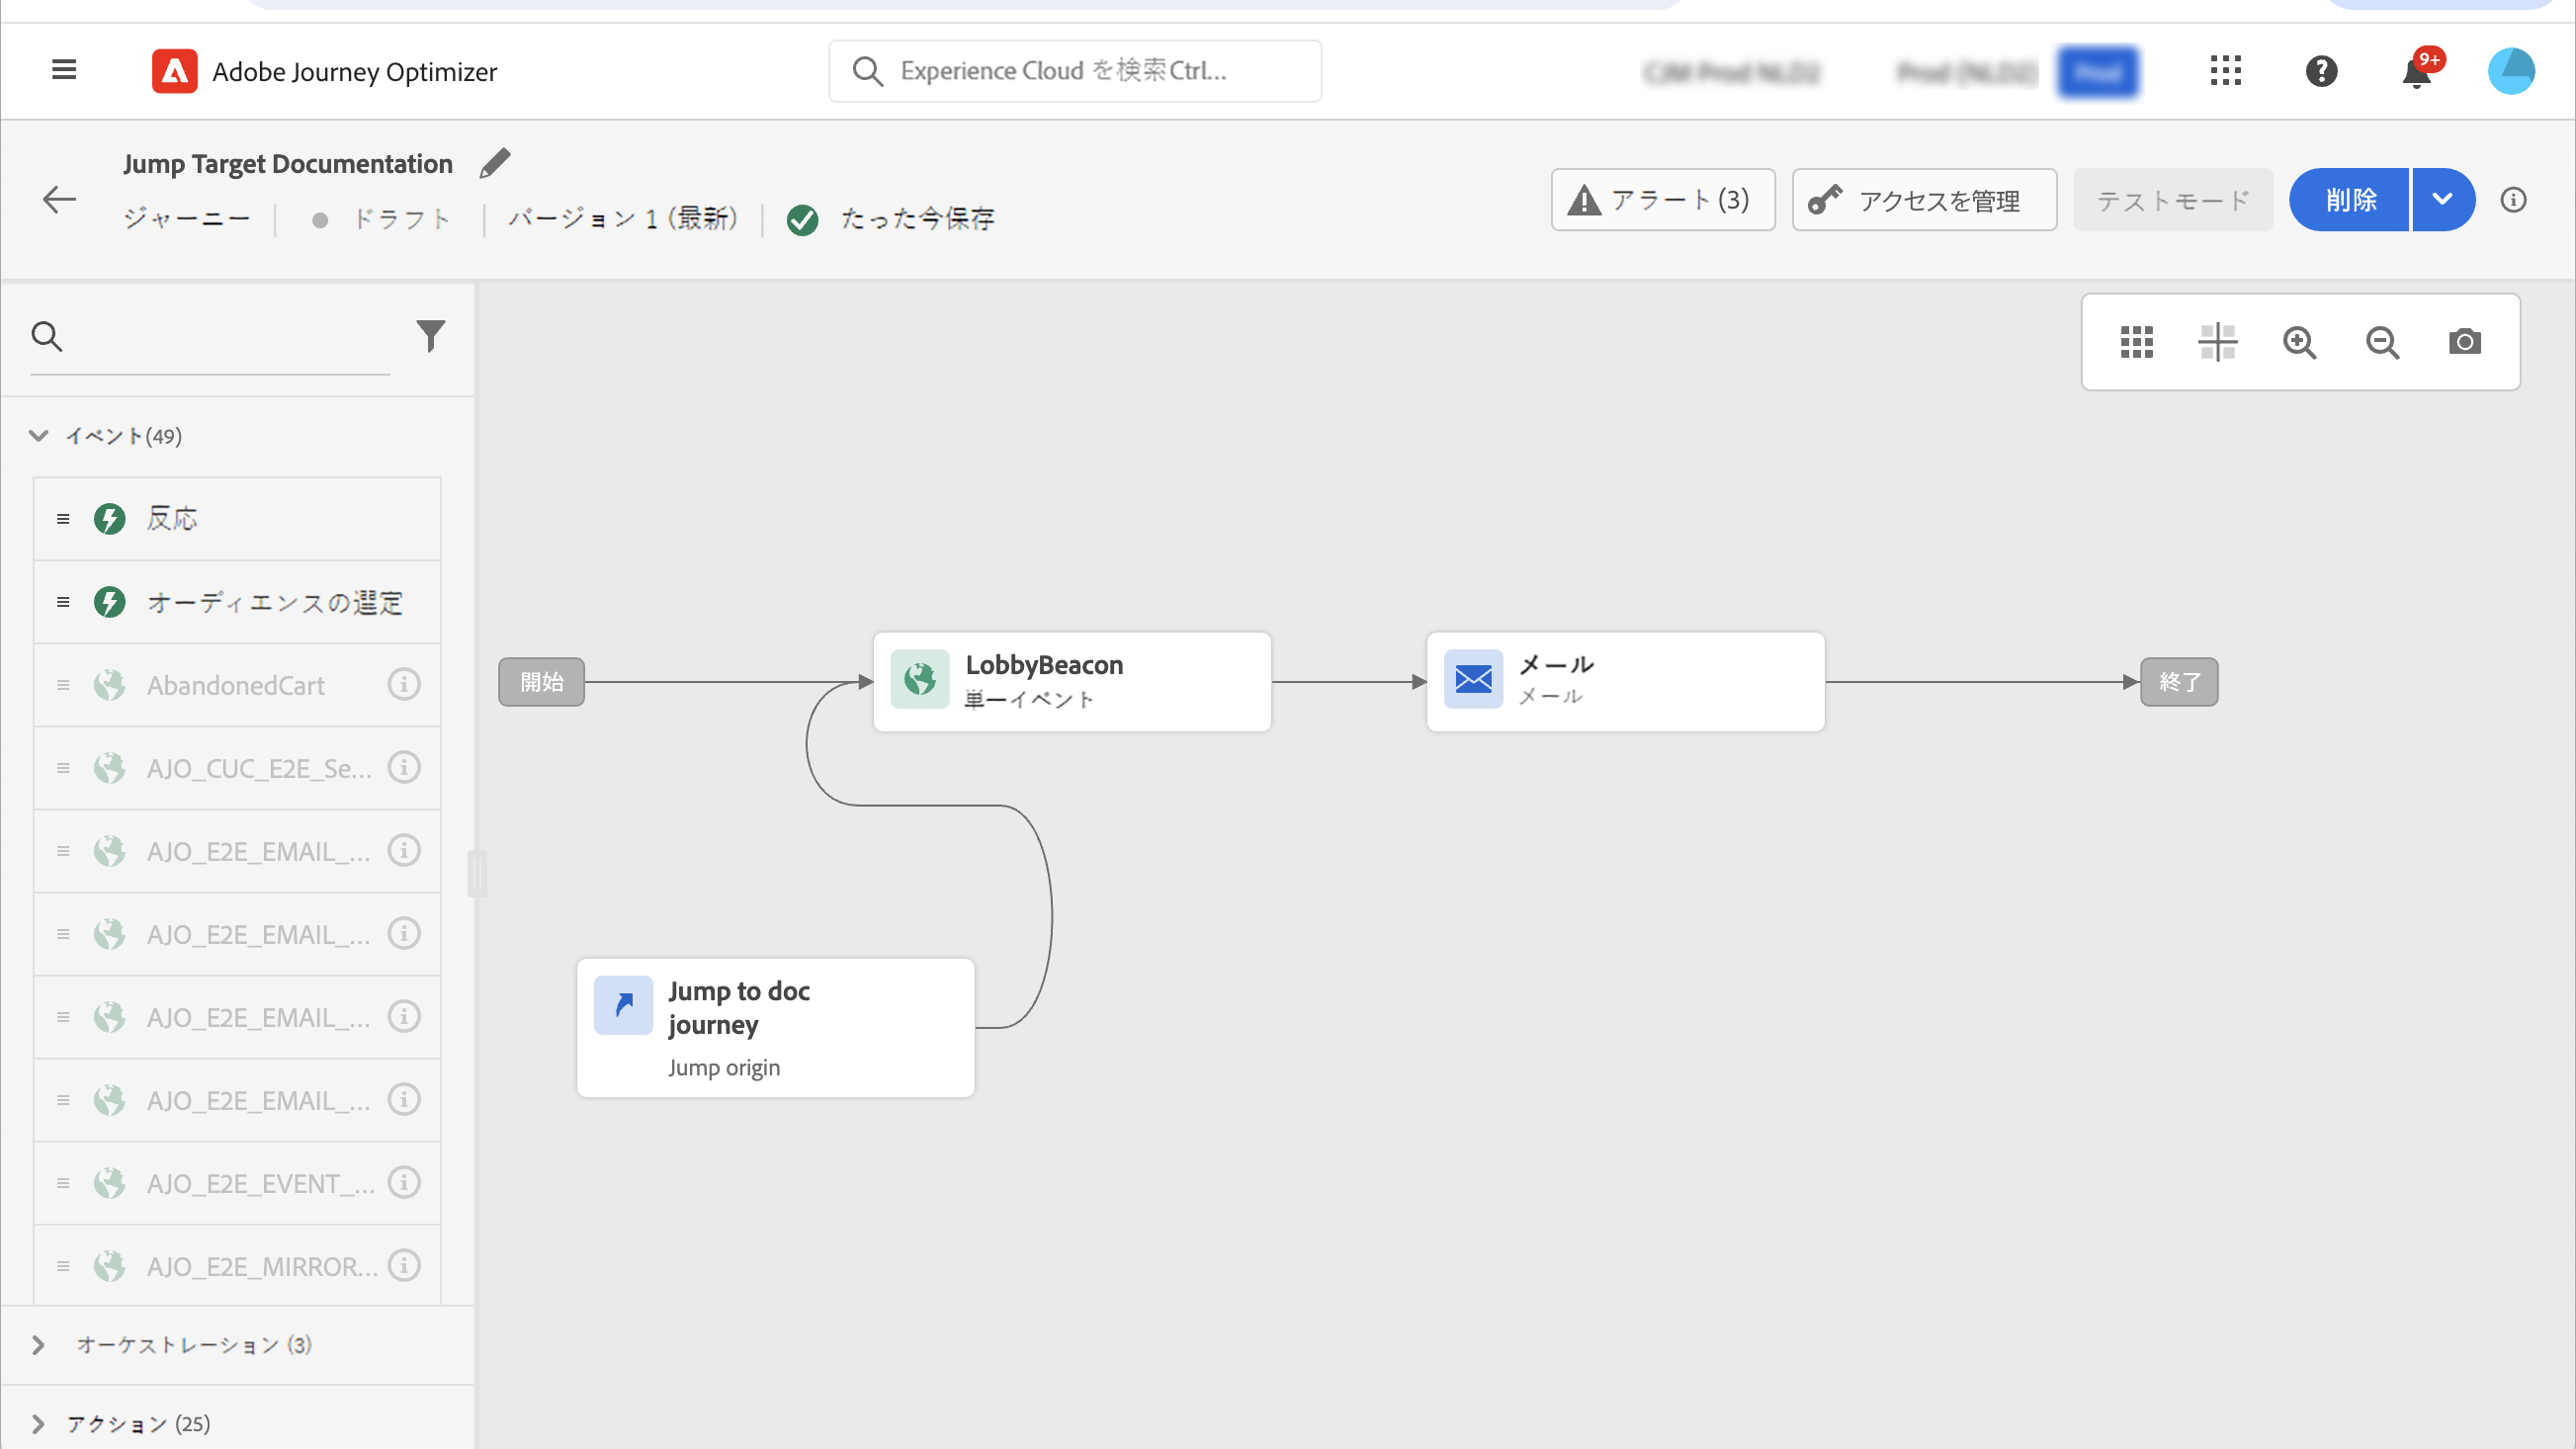 Adobe Journey Optimizer
Experience Cloud を検索Ctrl...
9+
Jump Target Documentation
ジャーニー
ドラフト
バージョン 1 (最新)
たった今保存
アラート (3)
アクセスを管理
テストモード
削除
イベント(49)
反応
オーディエンスの選定
AbandonedCart
AJO_CUC_E2E_Se...
AJO_E2E_EMAIL_...
AJO_E2E_EMAIL_...
AJO_E2E_EMAIL_...
AJO_E2E_EMAIL_...
AJO_E2E_EVENT_...
AJO_E2E_MIRROR...
オーケストレーション (3)
アクション (25)
開始
LobbyBeacon
単一イベント
メール
メール
終了
Jump to doc
journey
Jump origin